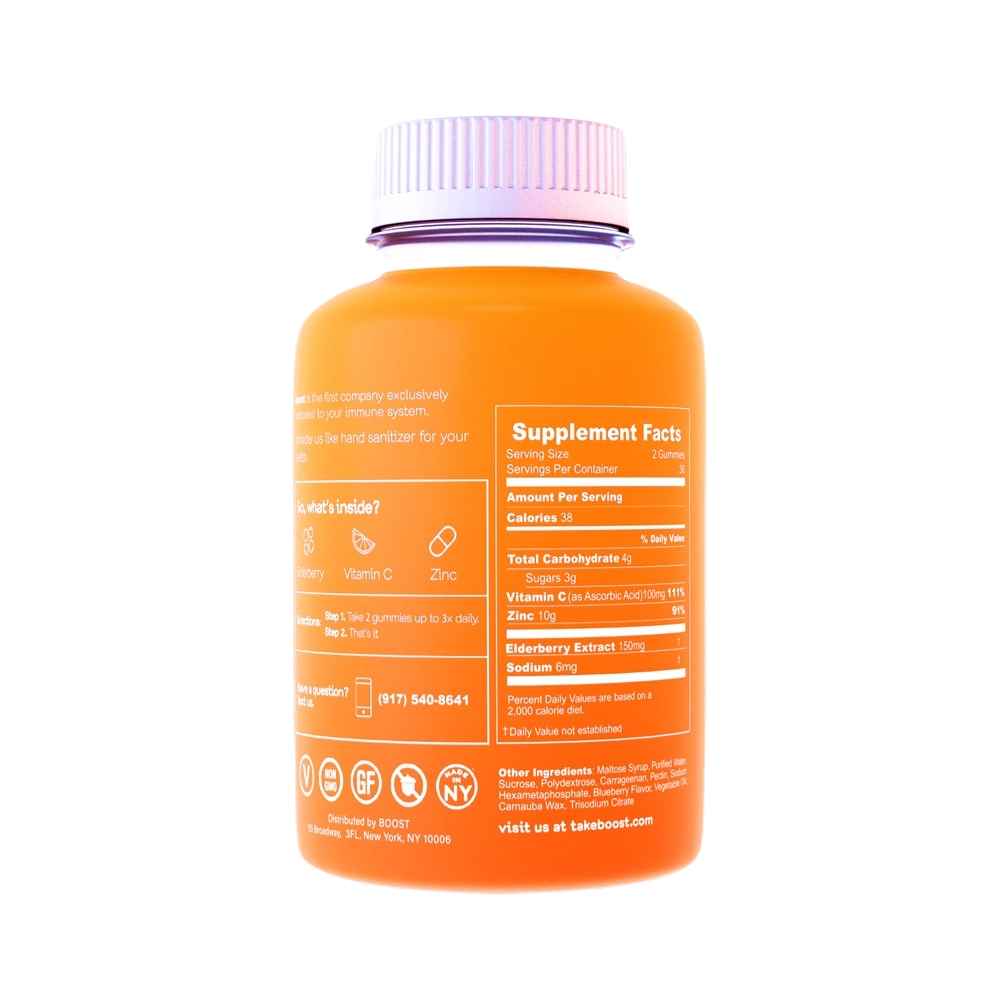 is the first company exclusively
to your immune system.
us like hand sanitizer for your
So, what's inside?
Elderberry Vitamin C Zinc
Directions: Step 1. Take 2 gummies up to 3x daily.
Step 2. That's it
Have a question?
Text us.
(917) 540-8641
V NON GMO GF MADE IN NY
Distributed by BOOST
55 Broadway, 3FL, New York, NY 10006
Supplement Facts
Serving Size 2 Gummies
Servings Per Container 30
Amount Per Serving
Calories 38
% Daily Value
Total Carbohydrate 4g
Sugars 3g
Vitamin C (as Ascorbic Acid) 100mg 111%
Zinc 10g 91%
Elderberry Extract 150mg †
Sodium 6mg †
Percent Daily Values are based on a
2,000 calorie diet.
† Daily Value not established
Other Ingredients: Maltose Syrup, Purified Water,
Sucrose, Polydextrose, Carrageenan, Pectin, Sodium
Hexametaphosphate, Blueberry Flavor, Vegetable Oil,
Carnauba Wax, Trisodium Citrate
visit us at takeboost.com